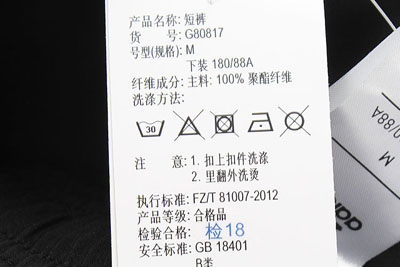 产品名称: 短裤
货 号: G80817
号型(规格): M
下装 180/88A
纤维成分: 主料: 100% 聚酯纤维
洗涤方法:
30
注 意: 1. 扣上扣件洗涤
2. 里翻外洗烫
执行标准: FZ/T 81007-2012
产品等级: 合格品
检验合格: 检18
安全标准: GB 18401
B类
0/88A
M